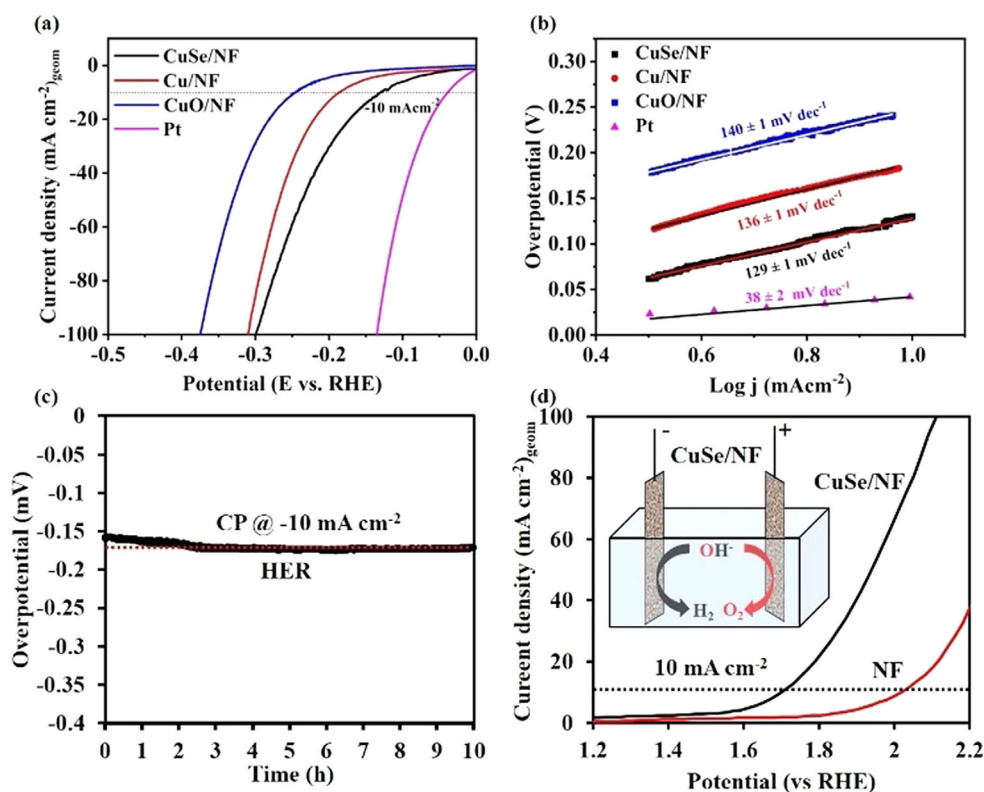 (a)
CuSe/NF
Cu/NF
CuO/NF
Pt
-10 mAcm⁻²
0
-20
-40
-60
-80
-100
Current density (mA cm⁻²)geom
-0.5 -0.4 -0.3 -0.2 -0.1 0.0
Potential (E vs. RHE)
(b)
CuSe/NF
Cu/NF
CuO/NF
Pt
140 ± 1 mV dec⁻¹
136 ± 1 mV dec⁻¹
129 ± 1 mV dec⁻¹
38 ± 2 mV dec⁻¹
0.30
0.25
0.20
0.15
0.10
0.05
0.00
Overpotential (V)
0.4 0.6 0.8 1.0
Log j (mAcm⁻²)
(c)
0
-0.05
-0.1
-0.15
-0.2
-0.25
-0.3
-0.35
-0.4
Overpotential (mV)
CP @ -10 mA cm⁻²
HER
0 1 2 3 4 5 6 7 8 9 10
Time (h)
(d)
100
80
60
40
20
0
Cureent density (mA cm⁻²)geom
- +
CuSe/NF
CuSe/NF
OH⁻
H₂ O₂
10 mA cm⁻²
NF
1.2 1.4 1.6 1.8 2 2.2
Potential (vs RHE)